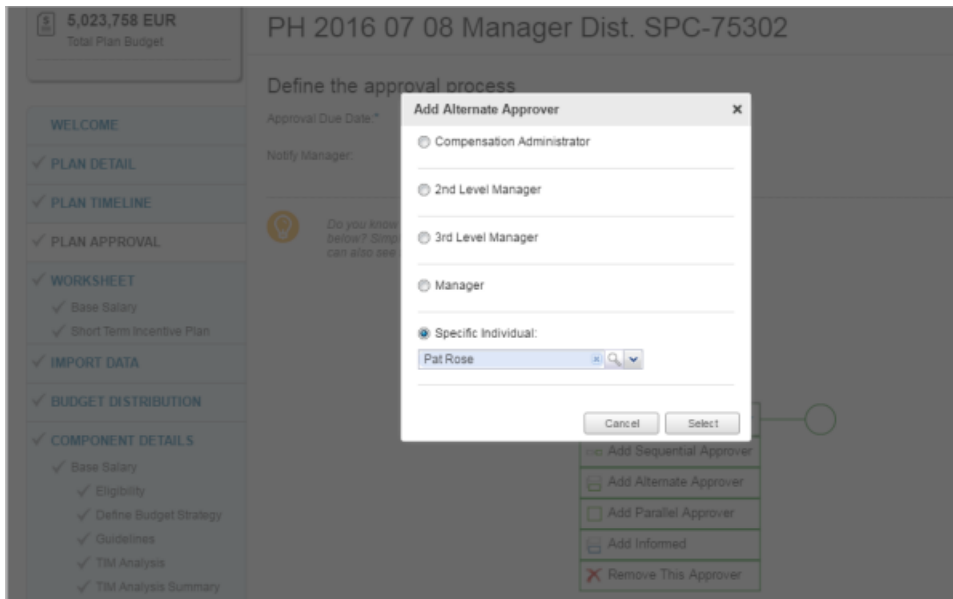 5,023,758 EUR
Total Plan Budget
PH 2016 07 08 Manager Dist. SPC-75302
Define the approval process
Approval Due Date:*
Notify Manager:
WELCOME
PLAN DETAIL
PLAN TIMELINE
PLAN APPROVAL
WORKSHEET
Base Salary
Short Term Incentive Plan
IMPORT DATA
BUDGET DISTRIBUTION
COMPONENT DETAILS
Base Salary
Eligibility
Define Budget Strategy
Guidelines
TIM Analysis
TIM Analysis Summary
Do you know
below? Simp
can also see
Add Alternate Approver
Compensation Administrator
2nd Level Manager
3rd Level Manager
Manager
Specific Individual:
Pat Rose
Cancel Select
Add Sequential Approver
Add Alternate Approver
Add Parallel Approver
Add Informed
Remove This Approver